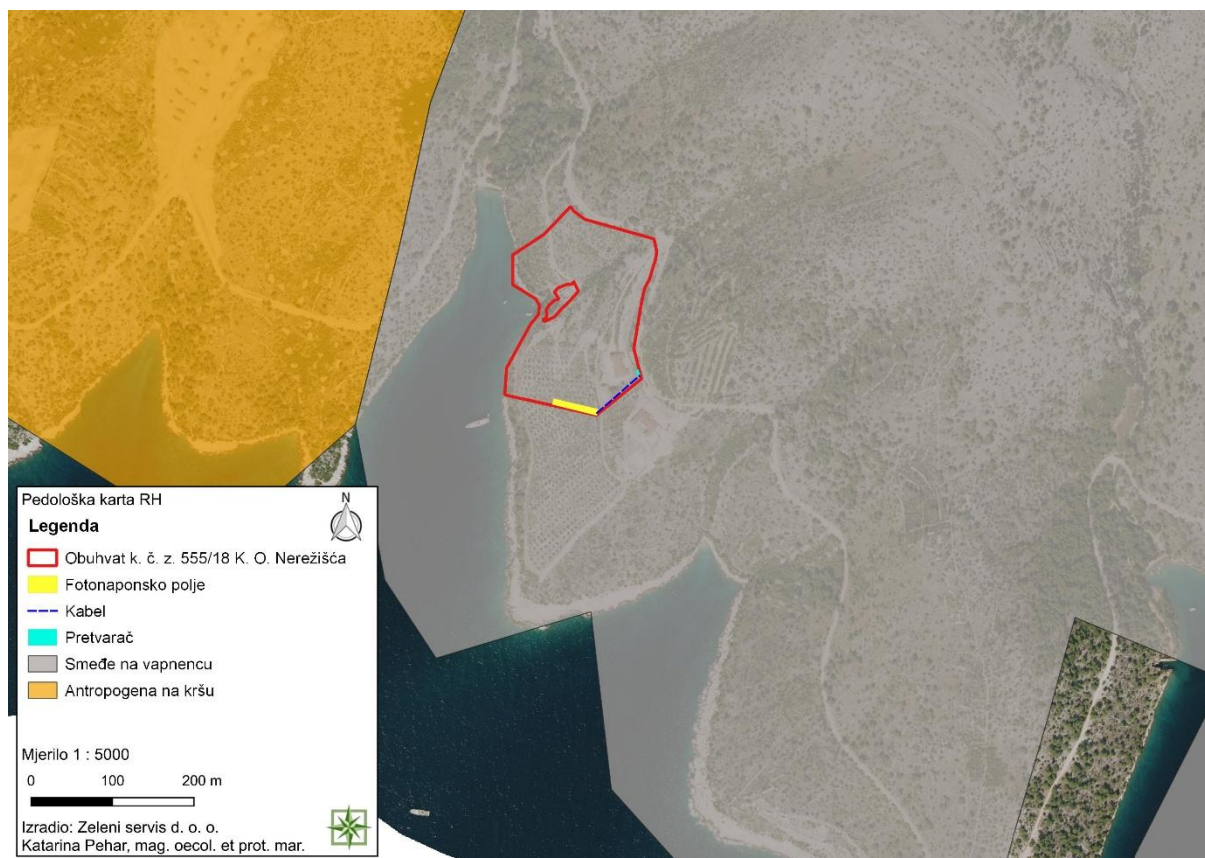 Pedološka karta RH
N
Legenda
Obuhvat k. č. z. 555/18 K. O. Nerežišća
Fotonaponsko polje
Kabel
Pretvarač
Smeđe na vapnencu
Antropogena na kršu
Mjerilo 1 : 5000
0 100 200 m
Izradio: Zeleni servis d. o. o.
Katarina Pehar, mag. oecol. et prot. mar.